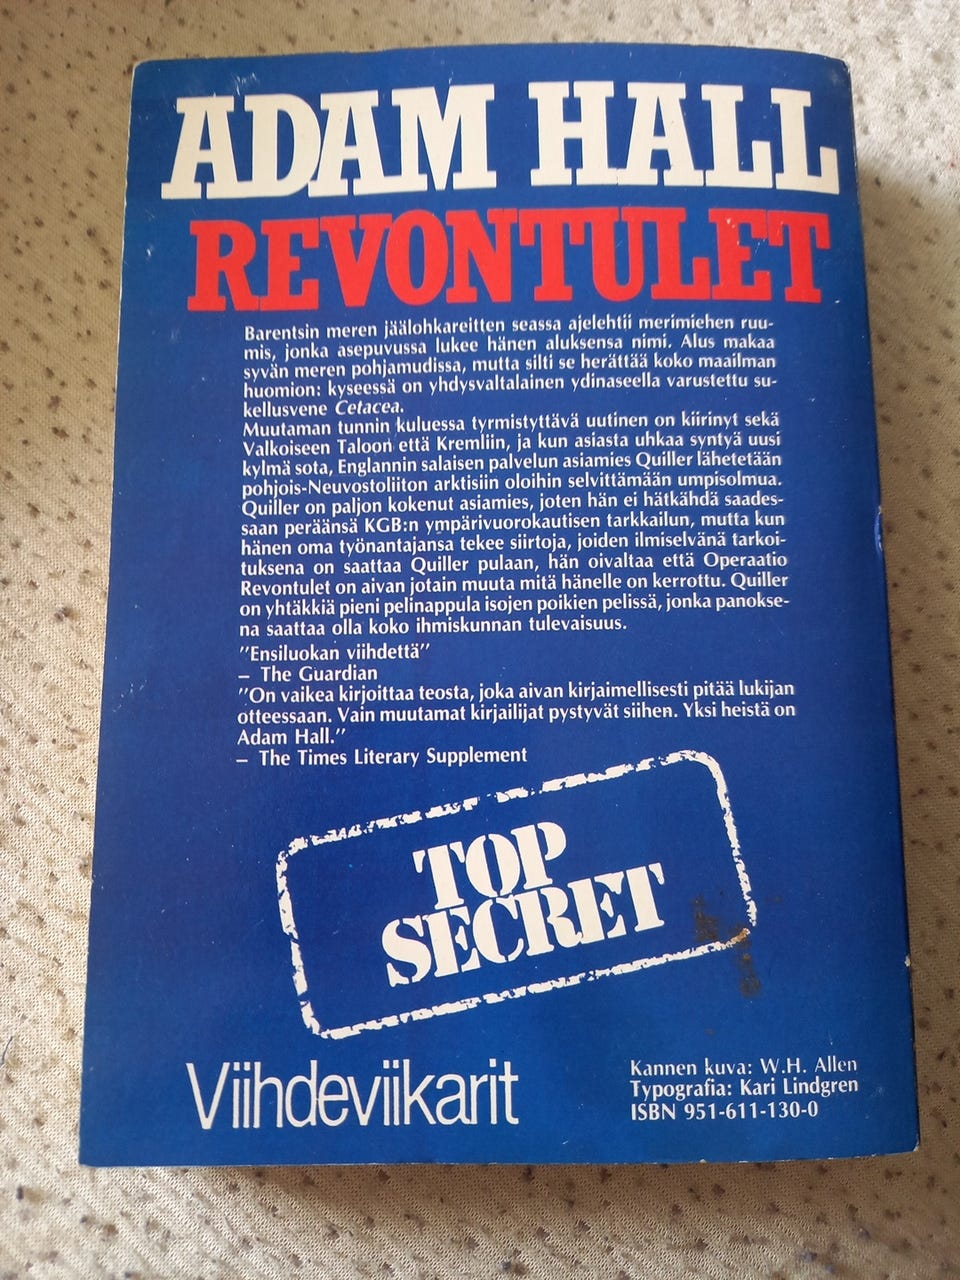 ADAM HALL
REVONTULET
Barentsin meren jäälohkareitten seassa ajelehtii merimiehen ruu-
mis, jonka asepuvussa lukee hänen aluksensa nimi. Alus makaa
syvän meren pohjamudissa, mutta silti se herättää koko maailman
huomion: kyseessä on yhdysvaltalainen ydinaseella varustettu su-
kellusvene Cetacea.
Muutaman tunnin kuluessa tyrmistyttävä uutinen on kiirinyt sekä
Valkoiseen Taloon että Kremliin, ja kun asiasta uhkaa syntyä uusi
kylmä sota, Englannin salaisen palvelun asiamies Quiller lähetetään
pohjois-Neuvostoliiton arktisiin oloihin selvittämään umpisolmua.
Quiller on paljon kokenut asiamies, joten hän ei hätkähdä saades-
saan peräänsä KGB:n ympärivuorokautisen tarkkailun, mutta kun
hänen oma työnantajansa tekee siirtoja, joiden ilmiselvänä tarkoi-
tuksena on saattaa Quiller pulaan, hän oivaltaa että Operaatio
Revontulet on aivan jotain muuta mitä hänelle on kerrottu. Quiller
on yhtäkkiä pieni pelinappula isojen poikien pelissä, jonka panokse-
na saattaa olla koko ihmiskunnan tulevaisuus.
"Ensiluokan viihdettä"
– The Guardian
"On vaikea kirjoittaa teosta, joka aivan kirjaimellisesti pitää lukijan
otteessaan. Vain muutamat kirjailijat pystyvät siihen. Yksi heistä on
Adam Hall."
– The Times Literary Supplement
TOP
SECRET
Viihdeviikarit
Kannen kuva: W.H. Allen
Typografia: Kari Lindgren
ISBN 951-611-130-0